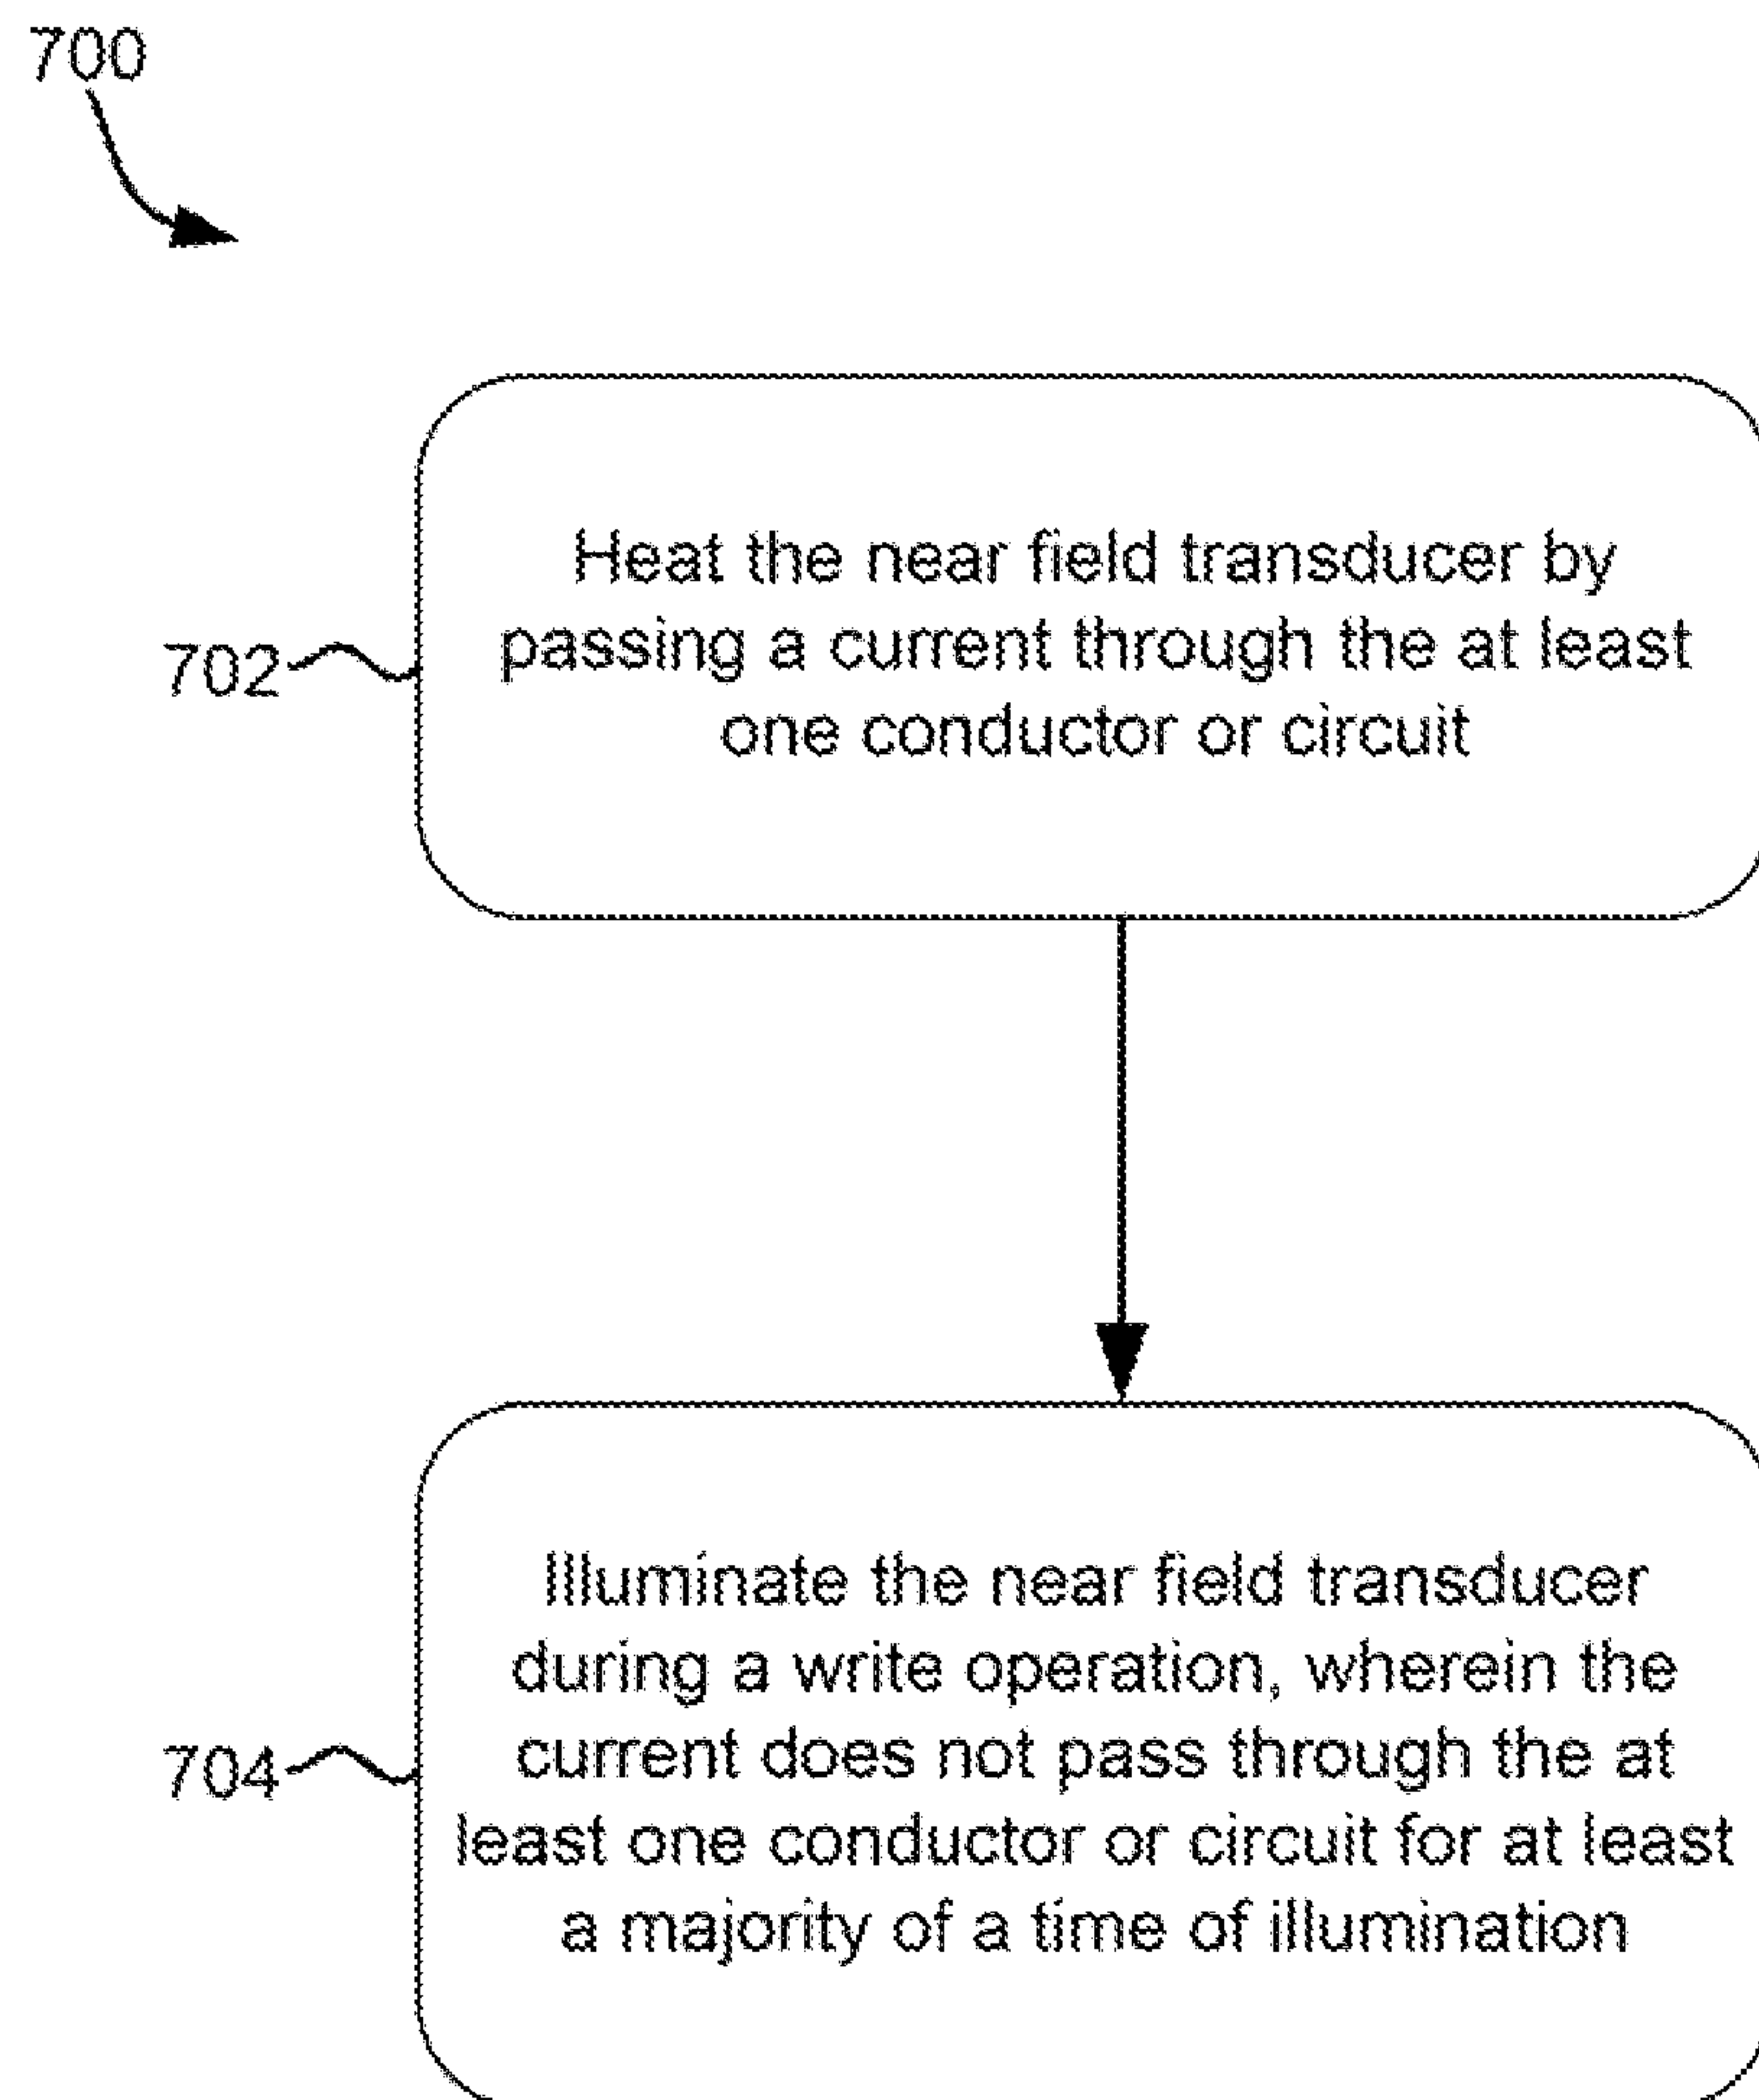 700
Heat the near field transducer by
passing a current through the at least
one conductor or circuit
702
Illuminate the near field transducer
during a write operation, wherein the
current does not pass through the at
least one conductor or circuit for at least
a majority of a time of illumination
704